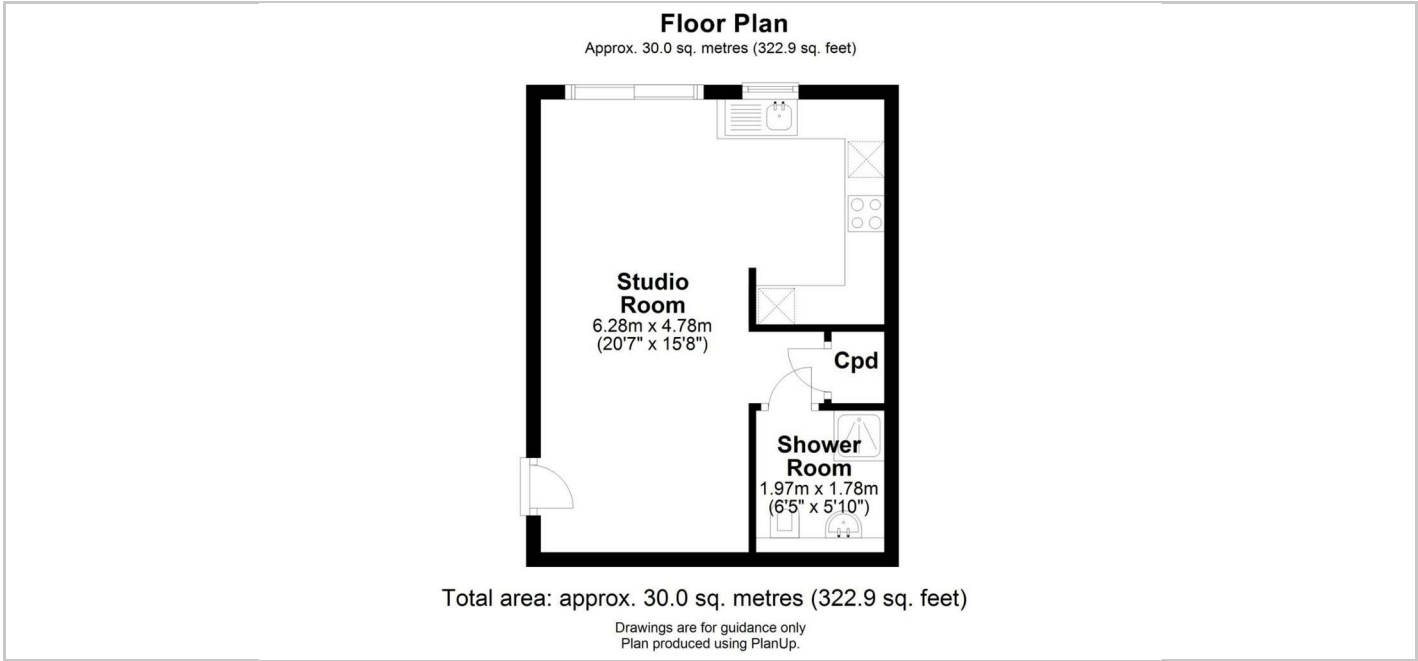 Floor Plan
Approx. 30.0 sq. metres (322.9 sq. feet)
Studio
Room
6.28m x 4.78m
(20'7" x 15'8")
Cpd
Shower
Room
1.97m x 1.78m
(6'5" x 5'10")
Total area: approx. 30.0 sq. metres (322.9 sq. feet)
Drawings are for guidance only
Plan produced using PlanUp.